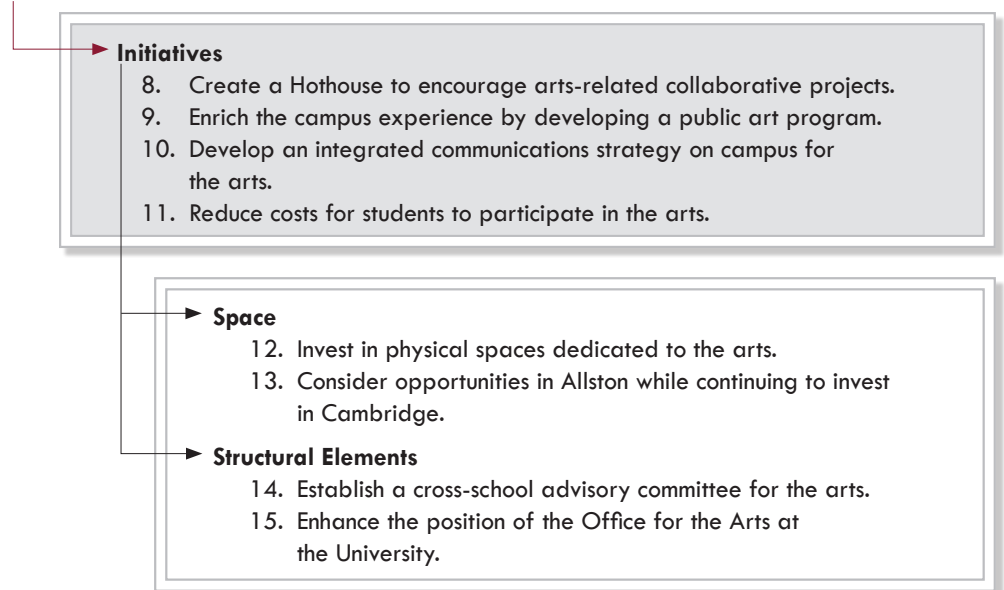 Initiatives
8. Create a Hothouse to encourage arts-related collaborative projects.
9. Enrich the campus experience by developing a public art program.
10. Develop an integrated communications strategy on campus for
the arts.
11. Reduce costs for students to participate in the arts.
Space
12. Invest in physical spaces dedicated to the arts.
13. Consider opportunities in Allston while continuing to invest
in Cambridge.
Structural Elements
14. Establish a cross-school advisory committee for the arts.
15. Enhance the position of the Office for the Arts at
the University.